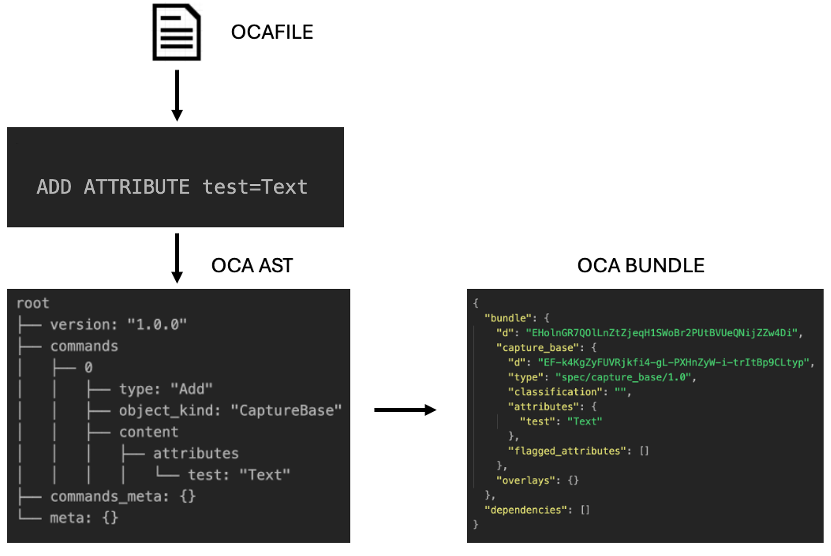 OCAFILE
ADD ATTRIBUTE test=Text
OCA AST
root
├── version: "1.0.0"
├── commands
│   ├── 0
│   │   ├── type: "Add"
│   │   ├── object_kind: "CaptureBase"
│   │   ├── content
│   │   │   ├── attributes
│   │   │   │   └── test: "Text"
├── commands_meta: {}
└── meta: {}
OCA BUNDLE
{
"bundle": {
"d": "EHolnGR7QOlLnZtZjeqH1SWoBr2PUtBVUeQNijZZw4Di",
"capture_base": {
"d": "EF-k4KgZyFUVRjkfi4-gL-PXHnZyW-i-trItBp9CLtyp",
"type": "spec/capture_base/1.0",
"classification": "",
"attributes": {
"test": "Text"
},
"flagged_attributes": []
},
"overlays": {}
},
"dependencies": []
}